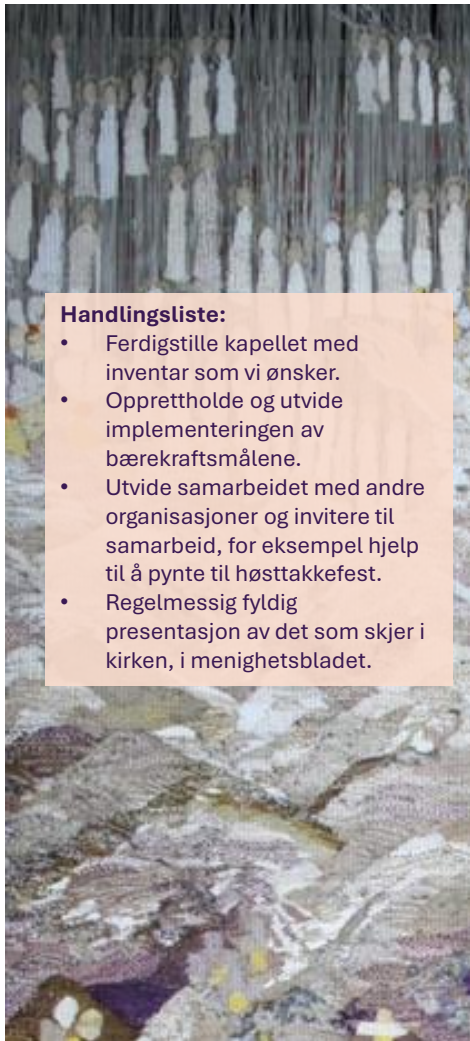 Handlingsliste:
• Ferdigstille kapellet med
inventar som vi ønsker.
• Opprettholde og utvide
implementeringen av
bærekraftsmålene.
• Utvide samarbeidet med andre
organisasjoner og invitere til
samarbeid, for eksempel hjelp
til å pynte til høsttakkefest.
• Regelmessig fyldig
presentasjon av det som skjer i
kirken, i menighetsbladet.